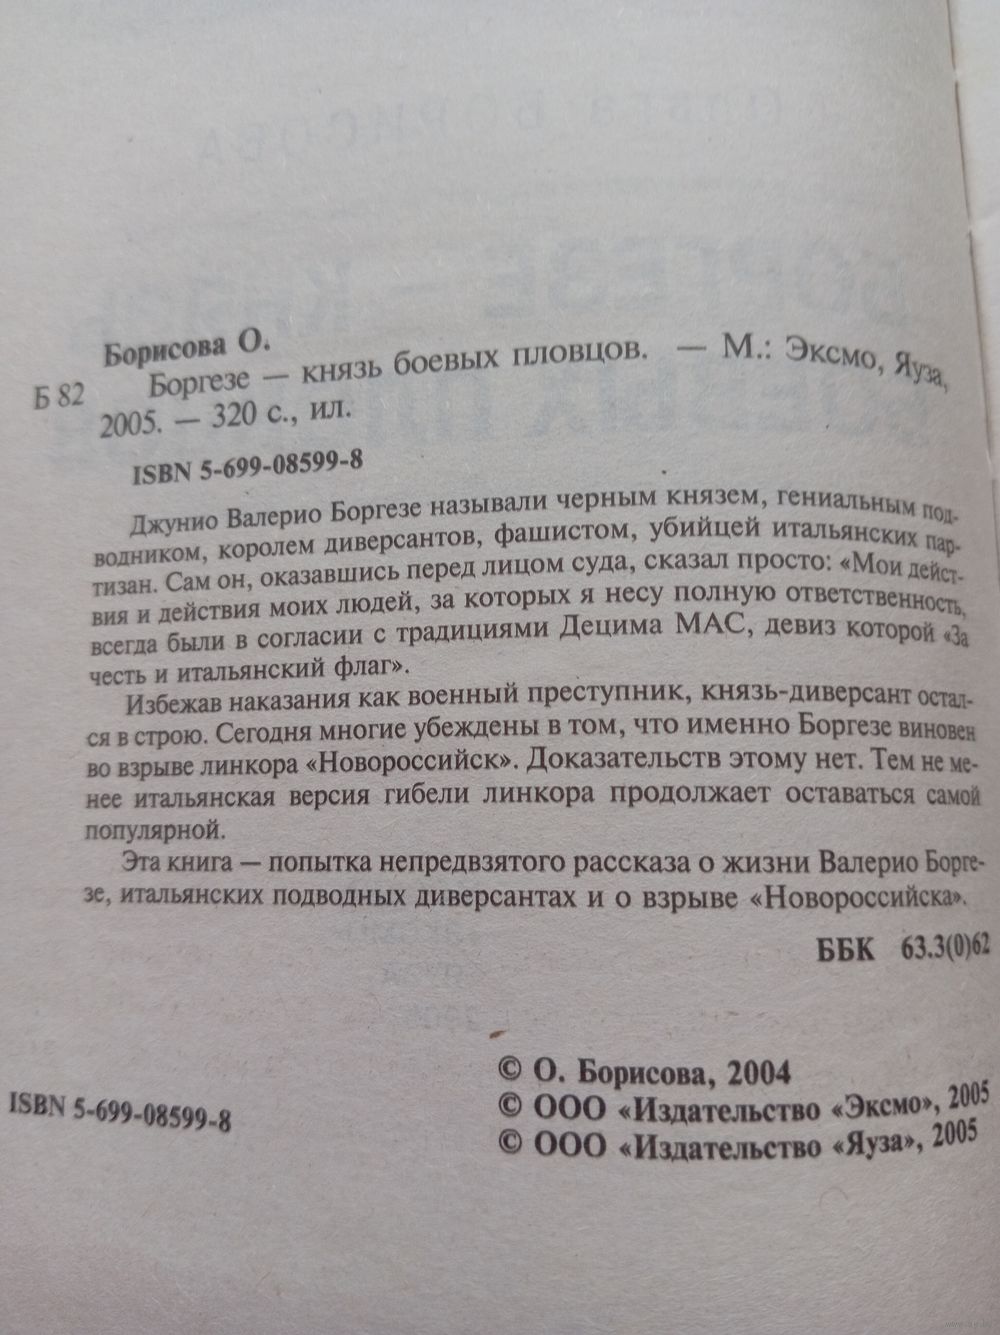 Борисова О.
Б 82 Боргезе — князь боевых пловцов. — М.: Эксмо, Яуза,
2005. — 320 с., ил.
ISBN 5-699-08599-8
Джунио Валерио Боргезе называли черным князем, гениальным под-
водником, королем диверсантов, фашистом, убийцей итальянских пар-
тизан. Сам он, оказавшись перед лицом суда, сказал просто: «Мои дейст-
вия и действия моих людей, за которых я несу полную ответственность,
всегда были в согласии с традициями Децима МАС, девиз которой «За
честь и итальянский флаг».
Избежав наказания как военный преступник, князь-диверсант остал-
ся в строю. Сегодня многие убеждены в том, что именно Боргезе виновен
во взрыве линкора «Новороссийск». Доказательств этому нет. Тем не ме-
нее итальянская версия гибели линкора продолжает оставаться самой
популярной.
Эта книга — попытка непредвзятого рассказа о жизни Валерио Борге-
зе, итальянских подводных диверсантах и о взрыве «Новороссийска».
ББК 63.3(0)62
© О. Борисова, 2004
© ООО «Издательство «Эксмо», 2005
ISBN 5-699-08599-8
© ООО «Издательство «Яуза», 2005